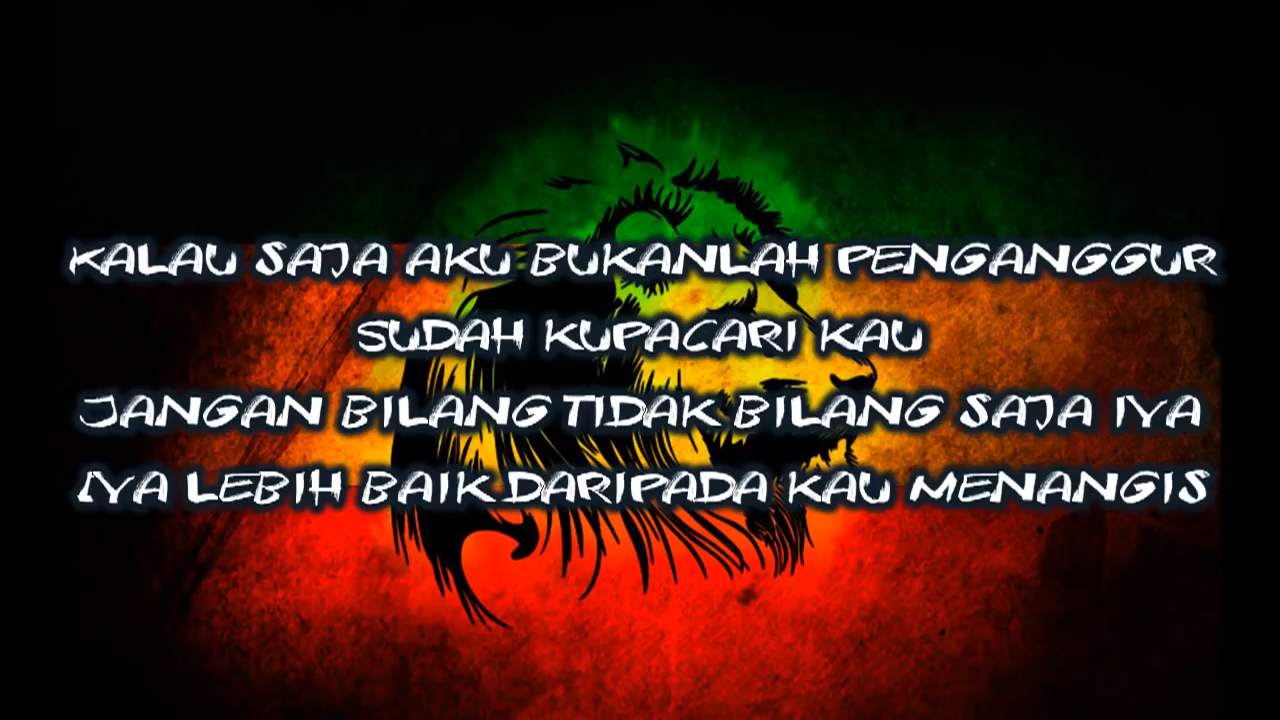 KALAU SAJA AKU BUKANLAH PENGANGGUR
SUDAH KUPACARI KAU
JANGAN BILANG TIDAK BILANG SAJA IYA
IYA LEBIH BAIK DARIPADA KAU MENANGIS